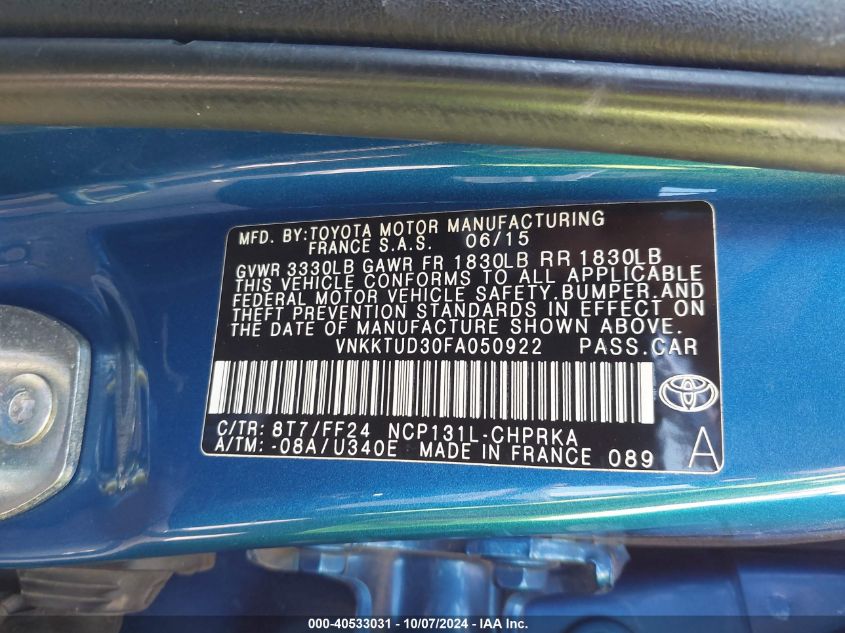 MFD. BY:TOYOTA MOTOR MANUFACTURING
FRANCE S.A.S. 06/15
GVWR 3330LB GAWR FR 1830LB RR 1830LB
THIS VEHICLE CONFORMS TO ALL APPLICABLE
FEDERAL MOTOR VEHICLE SAFETY,BUMPER,AND
THEFT PREVENTION STANDARDS IN EFFECT ON
THE DATE OF MANUFACTURE SHOWN ABOVE.
VNKKTUD30FA050922 PASS.CAR
C/TR: 8T7/FF24 NCP131L-CHPRKA
A/TM: -08A/U340E MADE IN FRANCE 089 A
000-40533031 - 10/07/2024 - COPYRIGHT IAA, Inc.